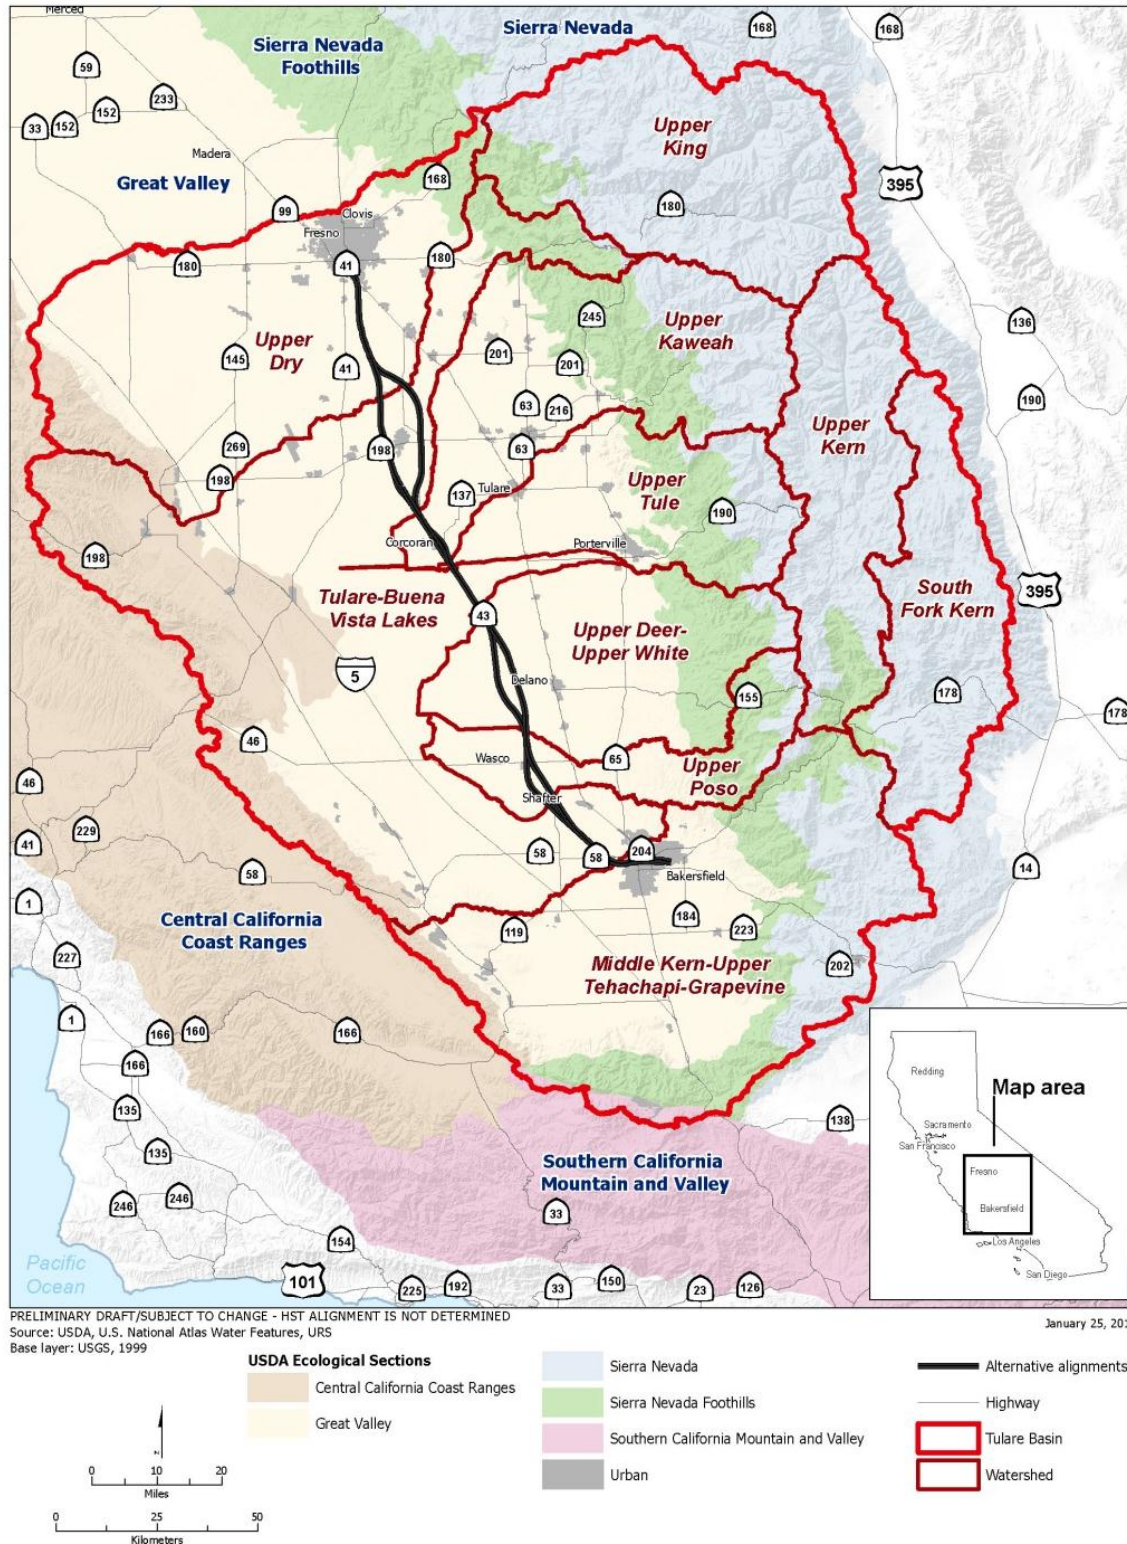 Merced
Sierra Nevada
Foothills
Sierra Nevada
168
168
59
233
152
152
33
Upper
King
Madera
Great Valley
168
395
99
Clovis
Fresno
180
180
41
180
245
Upper
Kaweah
136
Upper
Dry
145
41
201
201
190
63
216
Upper
Kern
269
198
63
198
137
Tulare
Upper
Tule
190
Corcoran
Porterville
198
Tulare-Buena
Vista Lakes
43
South
Fork Kern
395
Upper Deer-
Upper White
5
Delano
155
178
178
46
Wasco
65
Upper
Poso
46
Shafter
229
41
58
58
58
204
Bakersfield
14
1
Central California
Coast Ranges
119
184
223
227
Middle Kern-Upper
Tehachapi-Grapevine
202
1
166
160
166
166
135
138
135
246
246
Southern California
Mountain and Valley
33
154
Pacific
Ocean
101
225
192
33
150
23
126
Redding
Map area
Sacramento
San Francisco
Fresno
Bakersfield
Los Angeles
San Diego
PRELIMINARY DRAFT/SUBJECT TO CHANGE - HST ALIGNMENT IS NOT DETERMINED
Source: USDA, U.S. National Atlas Water Features, URS
Base layer: USGS, 1999
January 25, 201
USDA Ecological Sections
Central California Coast Ranges
Great Valley
Sierra Nevada
Sierra Nevada Foothills
Southern California Mountain and Valley
Urban
Alternative alignments
Highway
Tulare Basin
Watershed
0 10 20
Miles
0 25 50
Kilometers